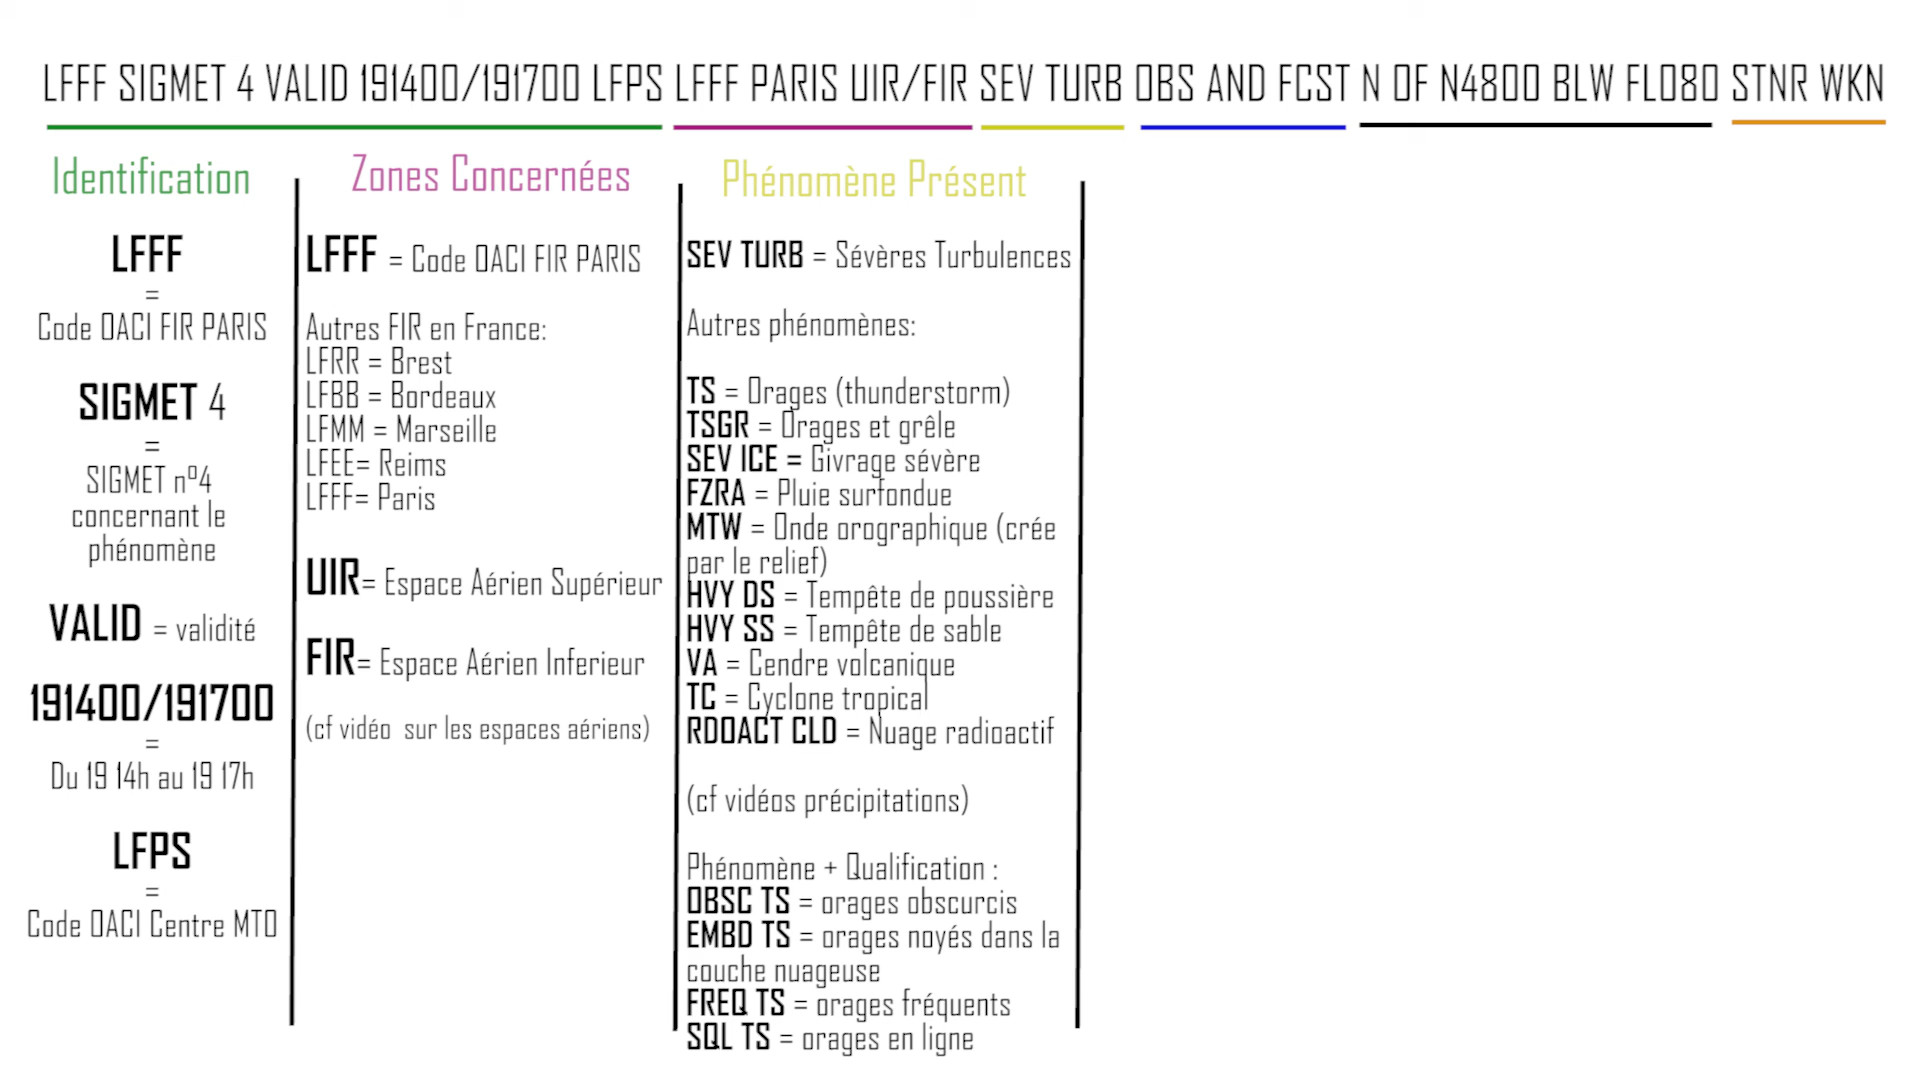 LFFF SIGMET 4 VALID 191400/191700 LFPS LFFF PARIS UIR/FIR SEV TURB OBS AND FCST N OF N4800 BLW FL080 STNR WKN
Identification
LFFF
=
Code OACI FIR PARIS
SIGMET 4
=
SIGMET nº4
concernant le
phénomène
VALID = validité
191400/191700
=
Du 19 14h au 19 17h
LFPS
=
Code OACI Centre MTO
Zones Concernées
LFFF = Code OACI FIR PARIS
Autres FIR en France:
LFRR = Brest
LFBB = Bordeaux
LFMM = Marseille
LFEE= Reims
LFFF= Paris
UIR= Espace Aérien Supérieur
FIR= Espace Aérien Inferieur
(cf vidéo sur les espaces aériens)
Phénomène Présent
SEV TURB = Sévères Turbulences
Autres phénomènes:
TS = Orages (thunderstorm)
TSGR = Orages et grêle
SEV ICE = Givrage sévère
FZRA = Pluie surfondue
MTW = Onde orographique (crée
par le relief)
HVY DS = Tempête de poussière
HVY SS = Tempête de sable
VA = Cendre volcanique
TC = Cyclone tropical
RDOACT CLD = Nuage radioactif
(cf vidéos précipitations)
Phénomène + Qualification :
OBSC TS = orages obscurcis
EMBD TS = orages noyés dans la
couche nuageuse
FREQ TS = orages fréquents
SQL TS = orages en ligne